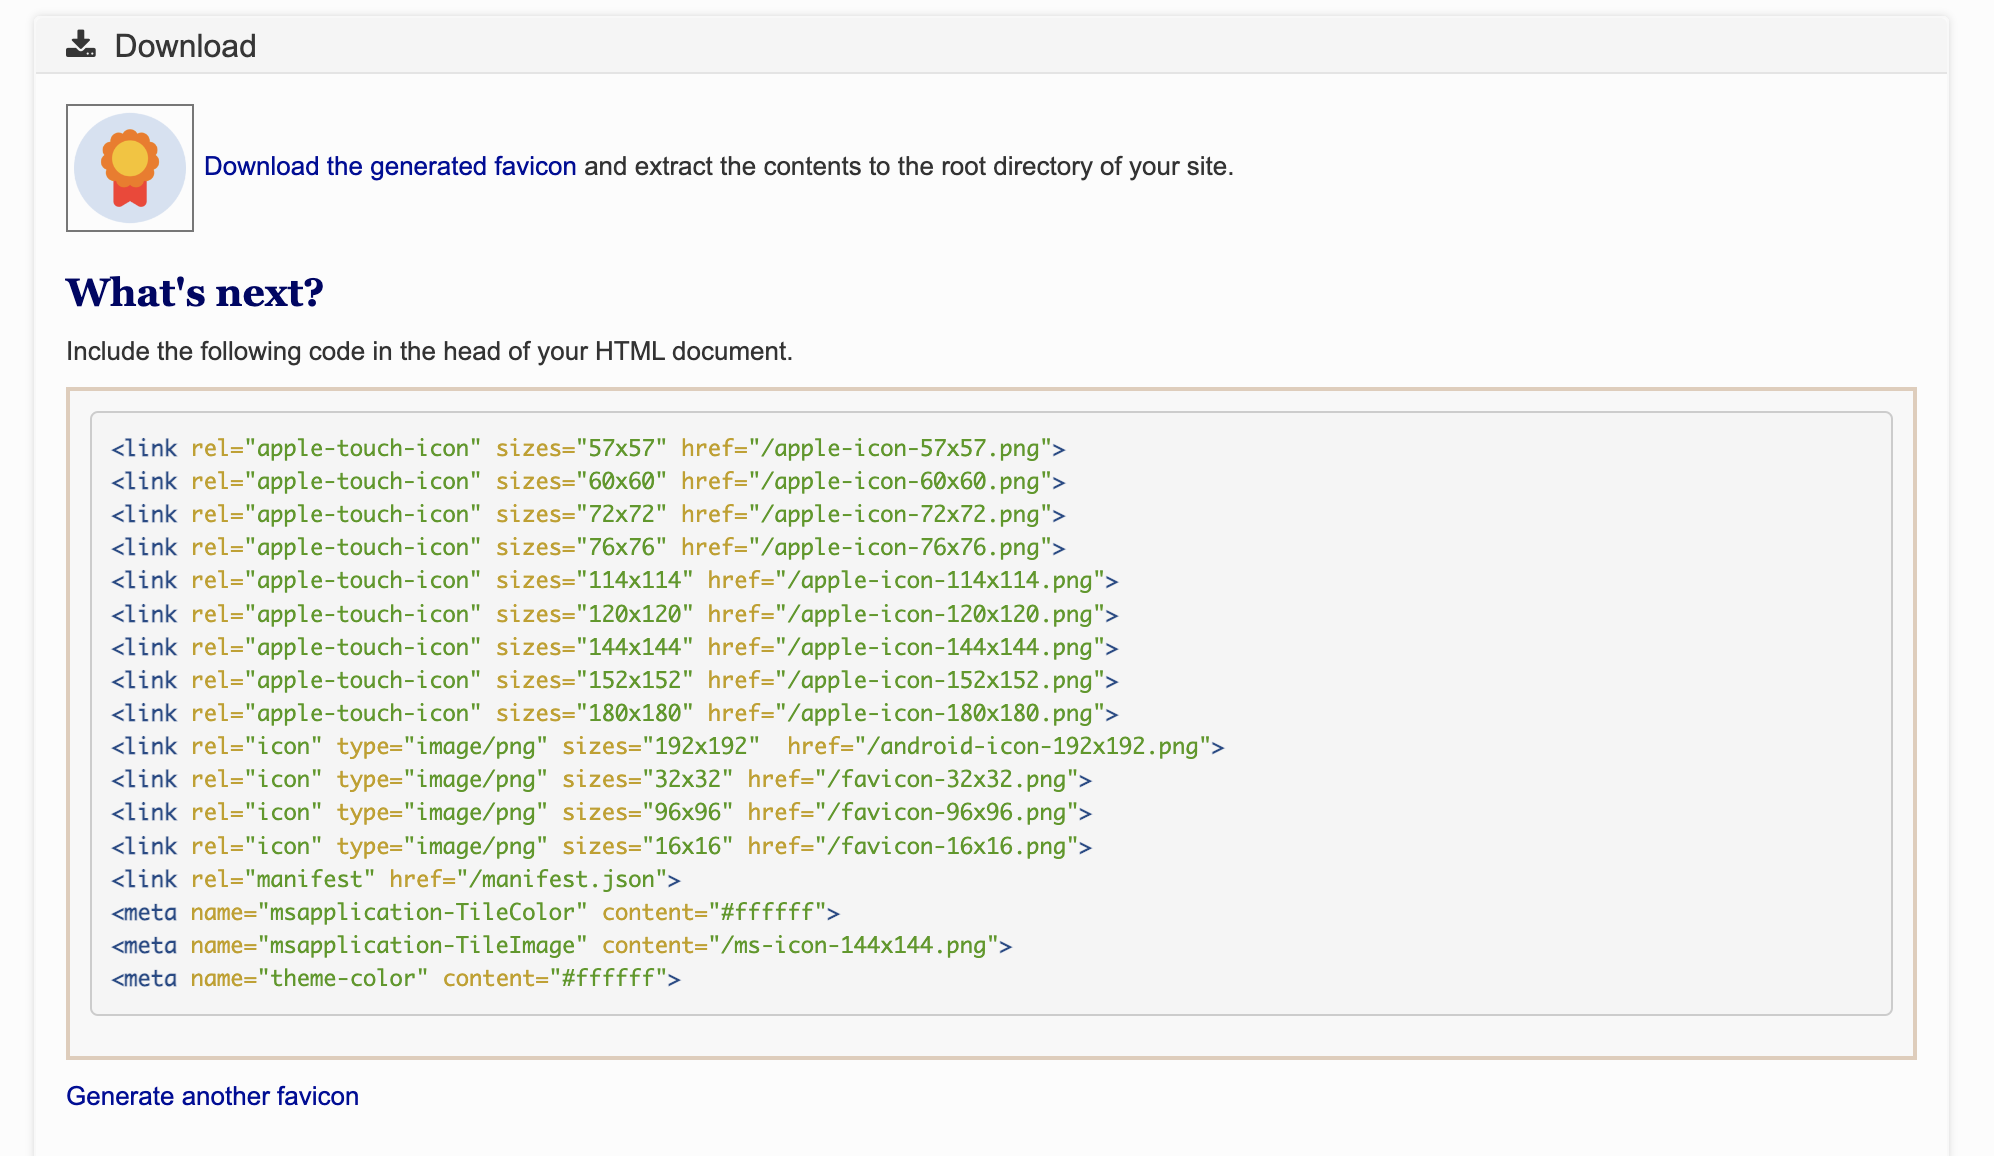 Download
Download the generated favicon and extract the contents to the root directory of your site.
What's next?
Include the following code in the head of your HTML document.
<link rel="apple-touch-icon" sizes="57x57" href="/apple-icon-57x57.png">
<link rel="apple-touch-icon" sizes="60x60" href="/apple-icon-60x60.png">
<link rel="apple-touch-icon" sizes="72x72" href="/apple-icon-72x72.png">
<link rel="apple-touch-icon" sizes="76x76" href="/apple-icon-76x76.png">
<link rel="apple-touch-icon" sizes="114x114" href="/apple-icon-114x114.png">
<link rel="apple-touch-icon" sizes="120x120" href="/apple-icon-120x120.png">
<link rel="apple-touch-icon" sizes="144x144" href="/apple-icon-144x144.png">
<link rel="apple-touch-icon" sizes="152x152" href="/apple-icon-152x152.png">
<link rel="apple-touch-icon" sizes="180x180" href="/apple-icon-180x180.png">
<link rel="icon" type="image/png" sizes="192x192"  href="/android-icon-192x192.png">
<link rel="icon" type="image/png" sizes="32x32" href="/favicon-32x32.png">
<link rel="icon" type="image/png" sizes="96x96" href="/favicon-96x96.png">
<link rel="icon" type="image/png" sizes="16x16" href="/favicon-16x16.png">
<link rel="manifest" href="/manifest.json">
<meta name="msapplication-TileColor" content="#ffffff">
<meta name="msapplication-TileImage" content="/ms-icon-144x144.png">
<meta name="theme-color" content="#ffffff">
Generate another favicon